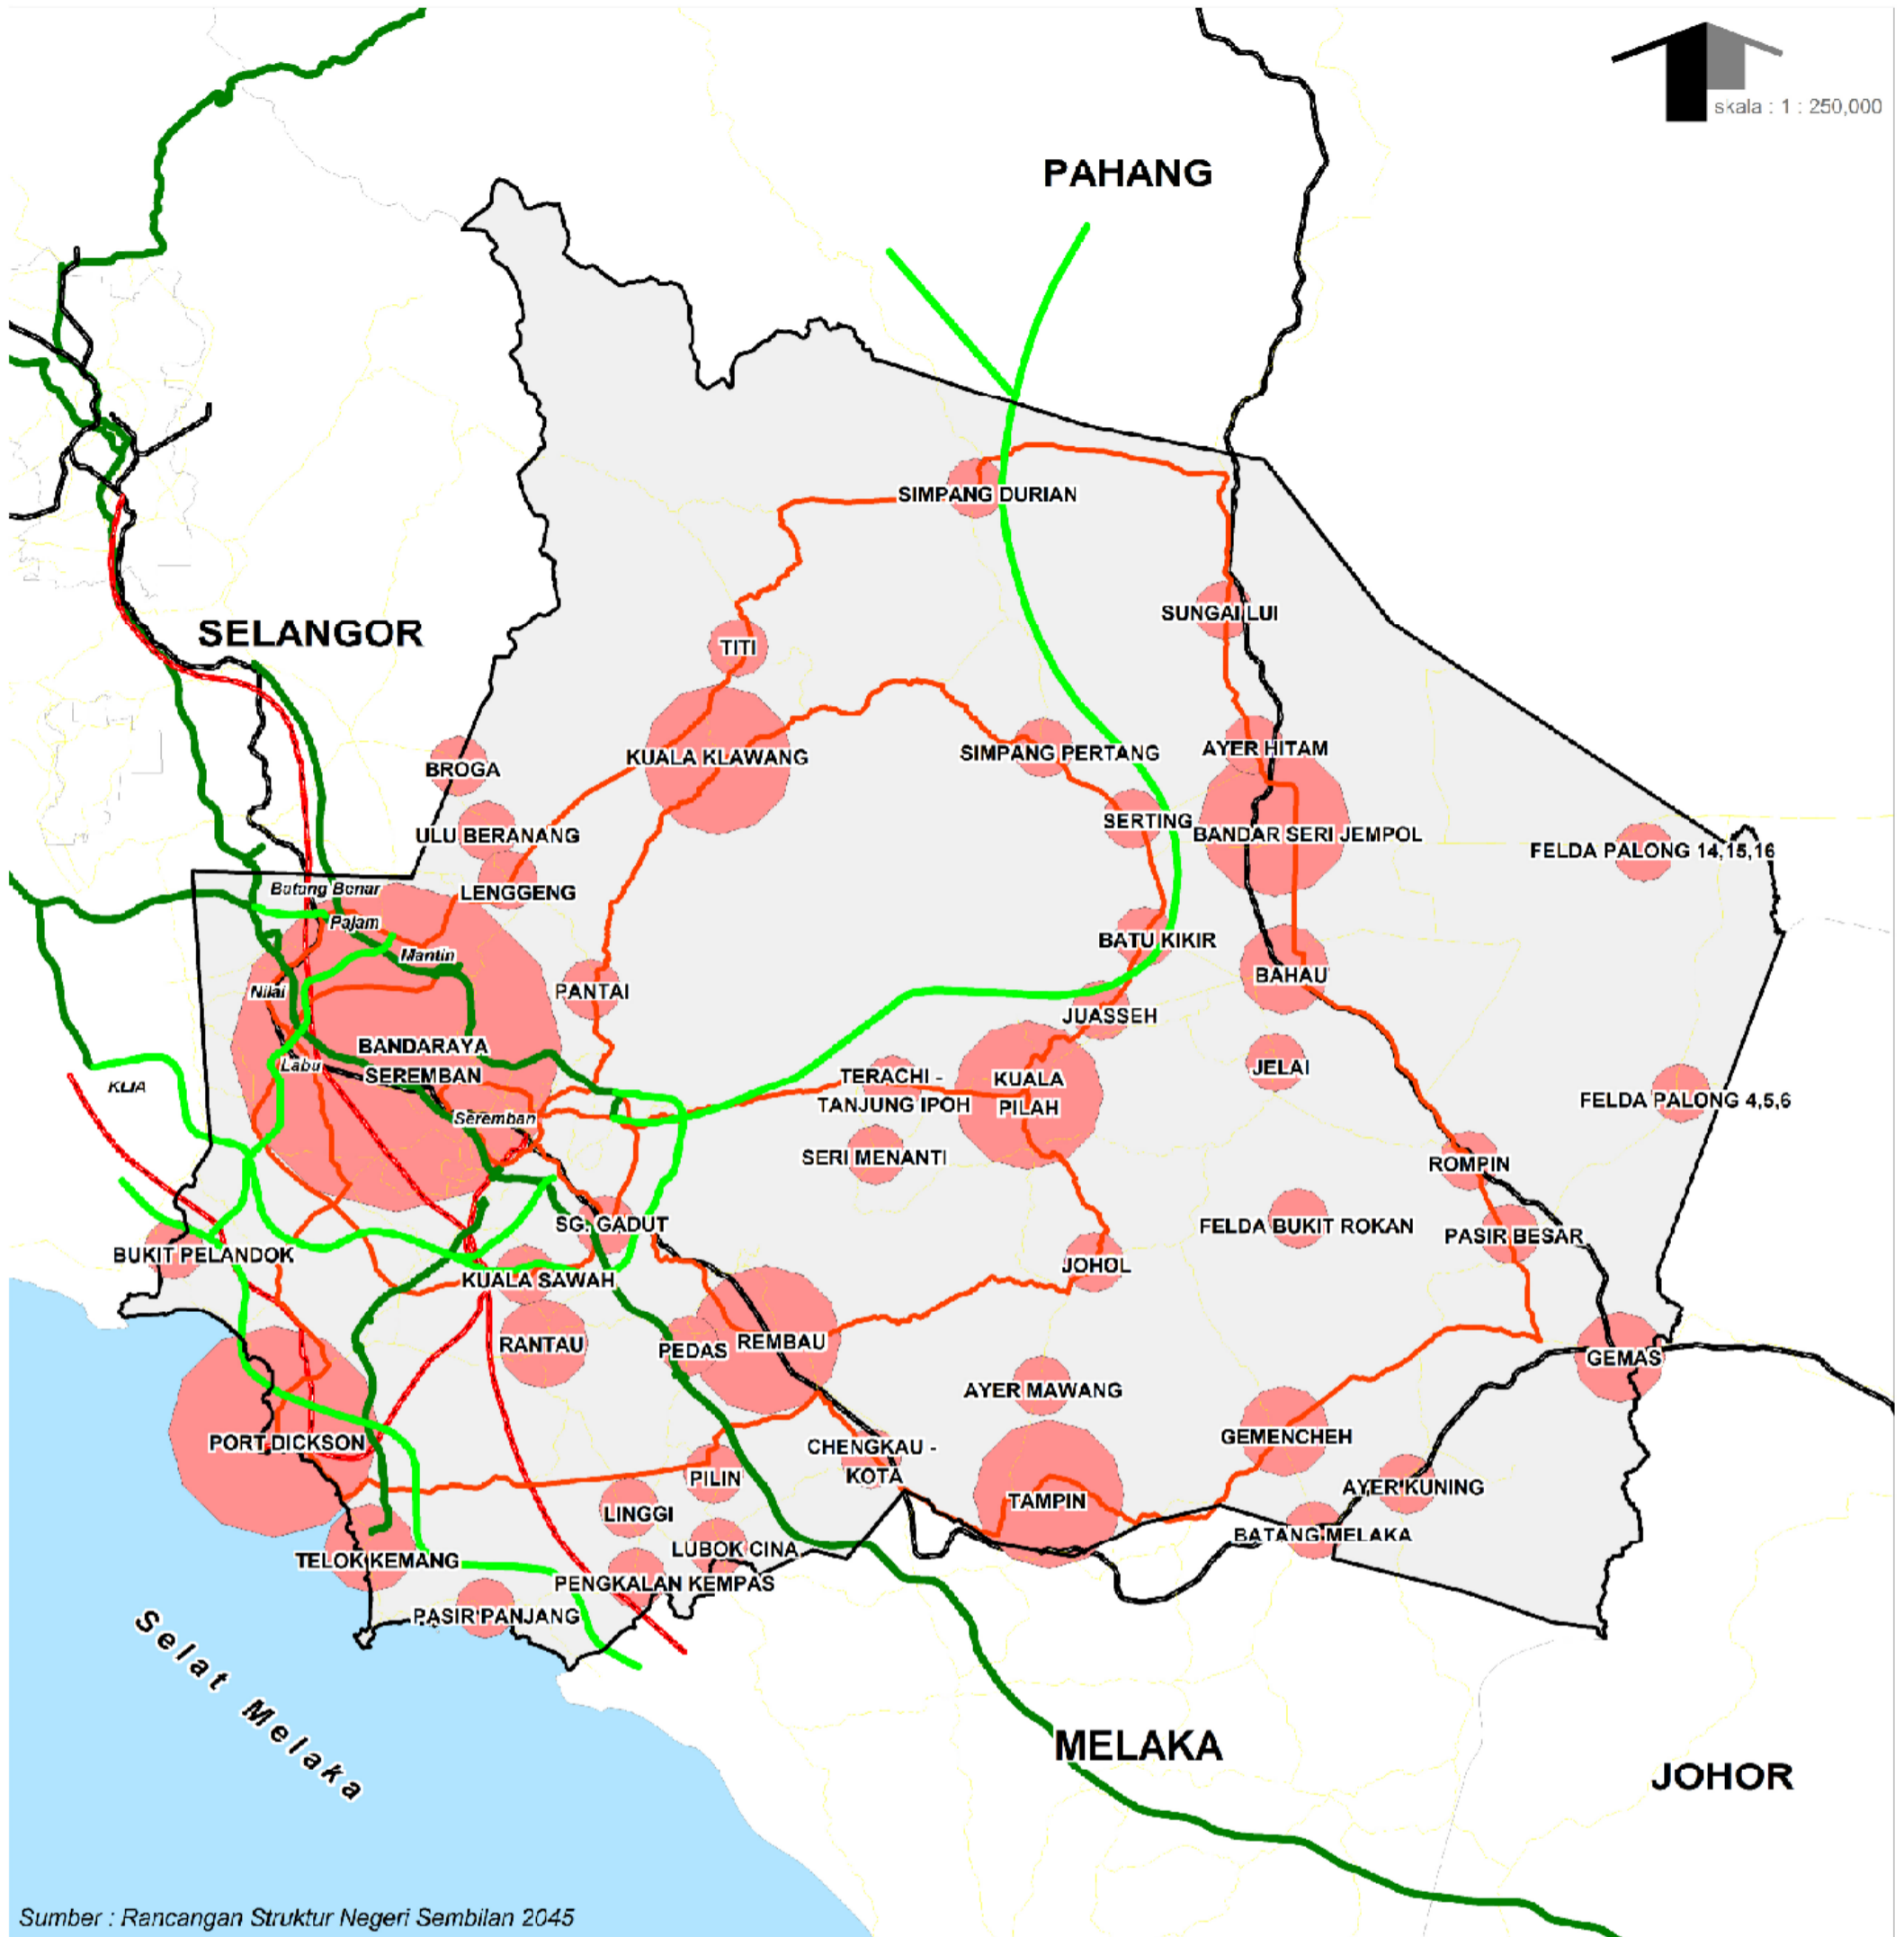 skala : 1 : 250,000
PAHANG
SIMPANG DURIAN
SUNGAI LUI
SELANGOR
TITI
KUALA KLAWANG
SIMPANG PERTANG
AYER HITAM
BROGA
SERTING
ULU BERANANG
BANDAR SERI JEMPOL
FELDA PALONG 14,15,16
LENGGENG
Batang Benar
Pajam
Mantin
BATU KIKIR
BAHAU
Nilai
PANTAI
JUASSEH
BANDARAYA
SEREMBAN
Labu
KLIA
TERACHI -
TANJUNG IPOH
KUALA
PILAH
JELAI
FELDA PALONG 4,5,6
Seremban
SERI MENANTI
ROMPIN
SG. GADUT
FELDA BUKIT ROKAN
PASIR BESAR
BUKIT PELANDOK
JOHOL
KUALA SAWAH
RANTAU
PEDAS
REMBAU
GEMAS
AYER MAWANG
PORT DICKSON
CHENGKAU -
KOTA
GEMENCHEH
PILIN
AYER KUNING
TAMPIN
LINGGI
BATANG MELAKA
LUBOK CINA
TELOK KEMANG
PENGKALAN KEMPAS
PASIR PANJANG
Selat Melaka
MELAKA
JOHOR
Sumber : Rancangan Struktur Negeri Sembilan 2045